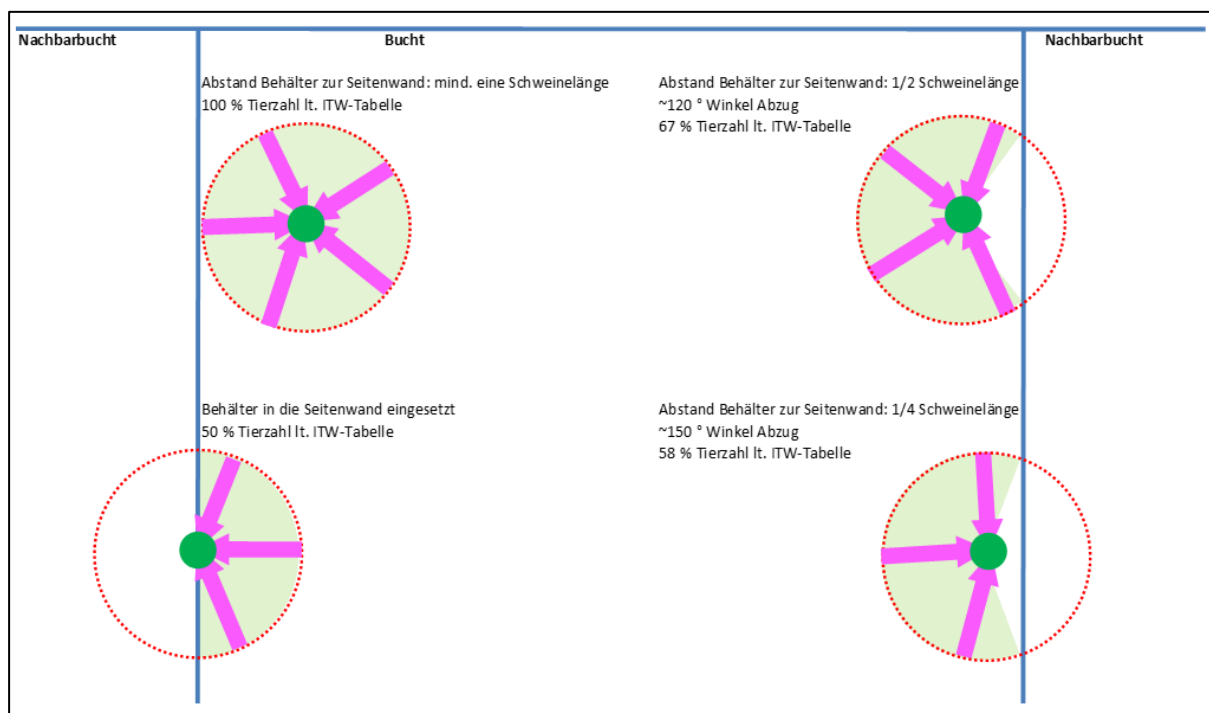 Nachbarbucht
Bucht
Nachbarbucht
Abstand Behälter zur Seitenwand: mind. eine Schweinelänge
100 % Tierzahl lt. ITW-Tabelle
Abstand Behälter zur Seitenwand: 1/2 Schweinelänge
~120 ° Winkel Abzug
67 % Tierzahl lt. ITW-Tabelle
Behälter in die Seitenwand eingesetzt
50 % Tierzahl lt. ITW-Tabelle
Abstand Behälter zur Seitenwand: 1/4 Schweinelänge
~150 ° Winkel Abzug
58 % Tierzahl lt. ITW-Tabelle